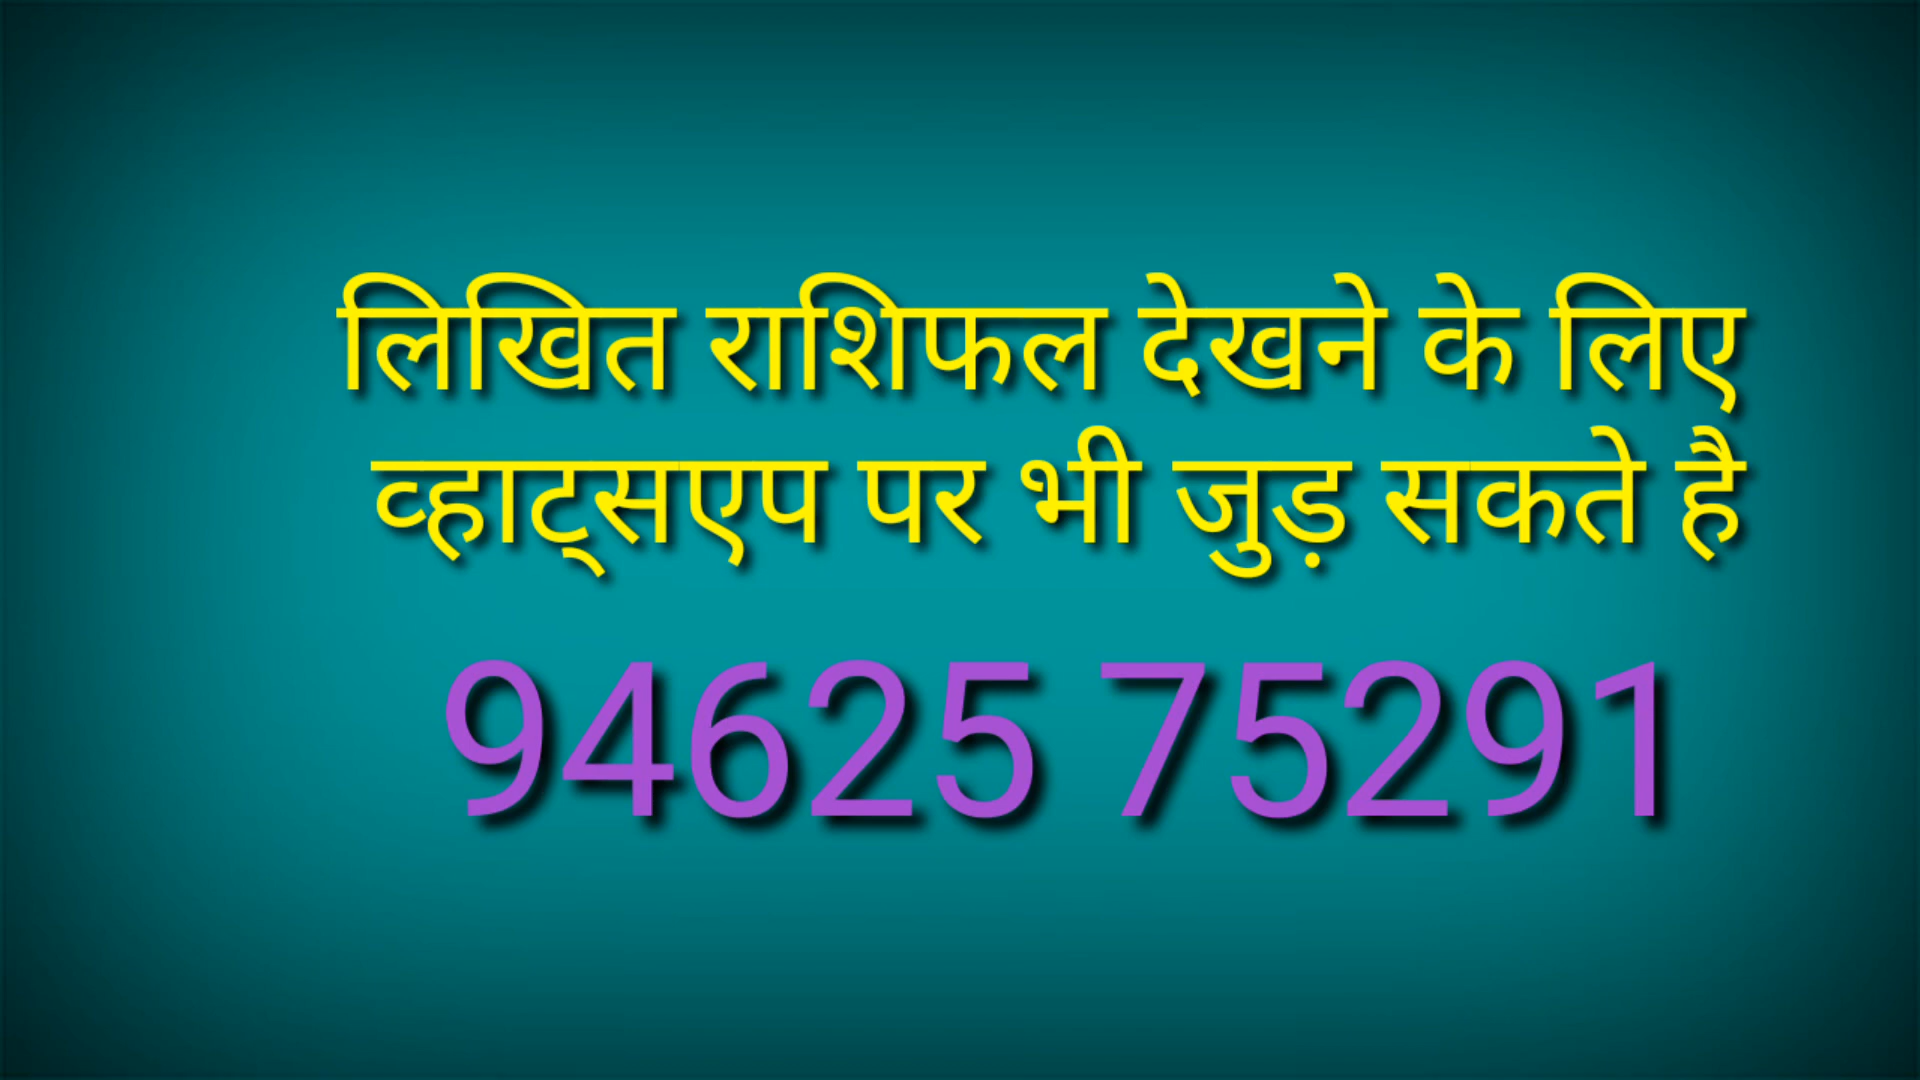 लिखित राशिफल देखने के लिए
व्हाट्सएप पर भी जुड़ सकते है
94625 75291